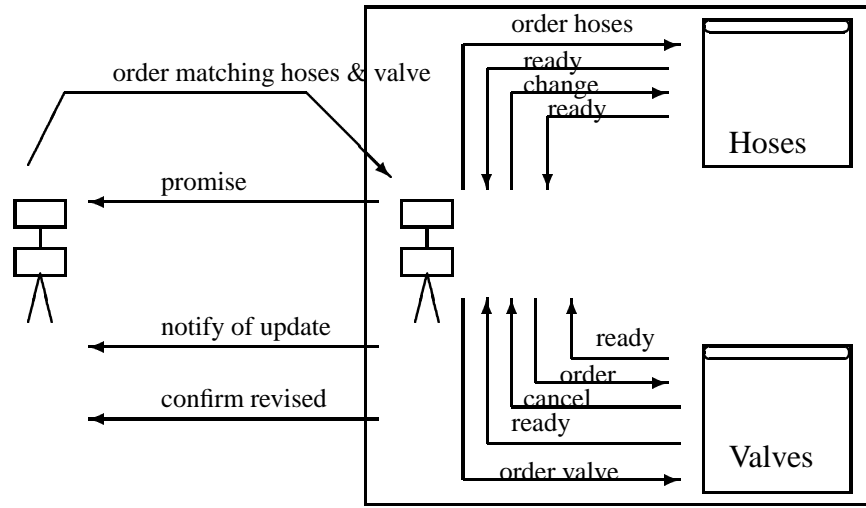 order hoses
order matching hoses & valve
ready
change
ready
Hoses
promise
notify of update
ready
order
confirm revised
cancel
ready
Valves
order valve